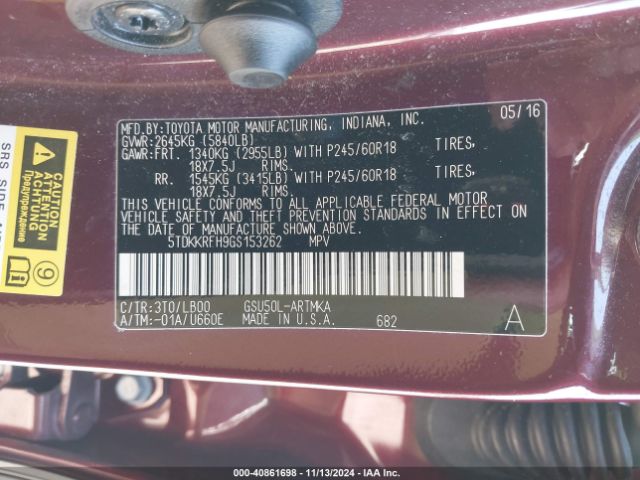 05/16
MFD.BY:TOYOTA MOTOR MANUFACTURING, INDIANA, INC.
GVWR:2645KG (5840LB)
GAWR:FRT. 1340KG (2955LB) WITH P245/60R18 TIRES,
18X7.5J RIMS.
RR. 1545KG (3415LB) WITH P245/60R18 TIRES,
18X7.5J RIMS.
THIS VEHICLE CONFORMS TO ALL APPLICABLE FEDERAL MOTOR
VEHICLE SAFETY AND THEFT PREVENTION STANDARDS IN EFFECT ON
THE DATE OF MANUFACTURE SHOWN ABOVE.
5TDKKRFH9GS153262 MPV
C/TR:3T0/LB00 GSU50L-ARTMKA
A/TM:-01A/U660E MADE IN U.S.A. 682 A
SRS SIDE
CAUTION
ATTENTION
ACHTUNG
Предупреждение
9
000-40861698 - 11/13/2024 - IAA Inc.